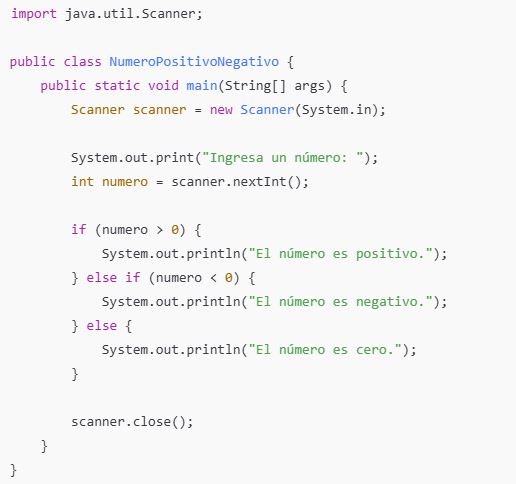 import java.util.Scanner;
public class NumeroPositivoNegativo {
    public static void main(String[] args) {
        Scanner scanner = new Scanner(System.in);
        System.out.print("Ingresa un número: ");
        int numero = scanner.nextInt();
        if (numero > 0) {
            System.out.println("El número es positivo.");
        } else if (numero < 0) {
            System.out.println("El número es negativo.");
        } else {
            System.out.println("El número es cero.");
        }
        scanner.close();
    }
}